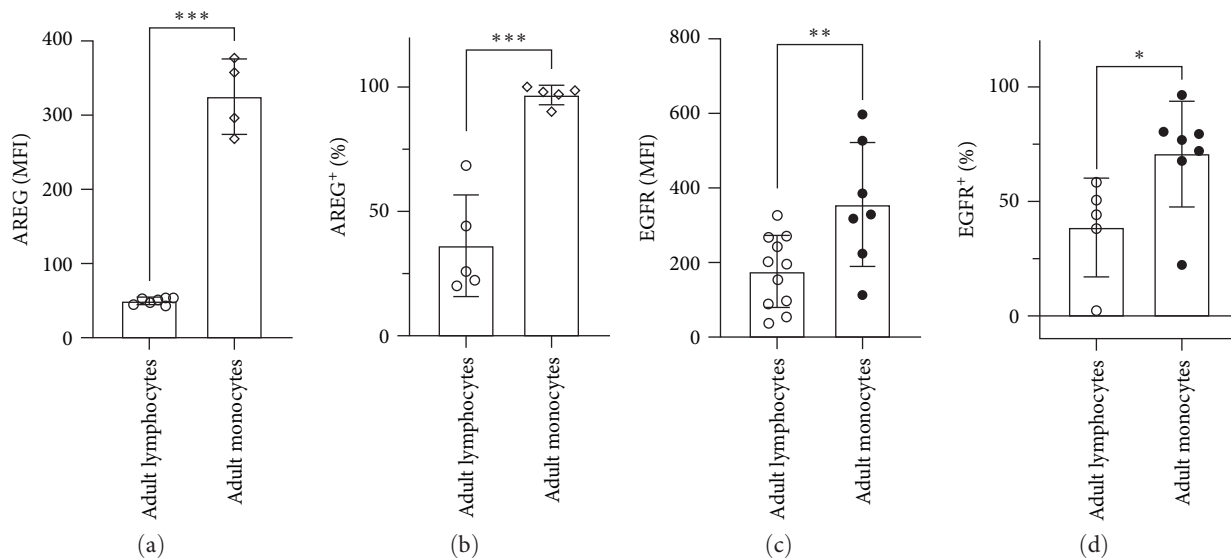 ***
AREG (MFI)
400
300
200
100
0
Adult lymphocytes
Adult monocytes
(a)
***
AREG+ (%)
100
50
0
Adult lymphocytes
Adult monocytes
(b)
**
EGFR (MFI)
800
600
400
200
0
Adult lymphocytes
Adult monocytes
(c)
*
EGFR+ (%)
100
50
0
Adult lymphocytes
Adult monocytes
(d)